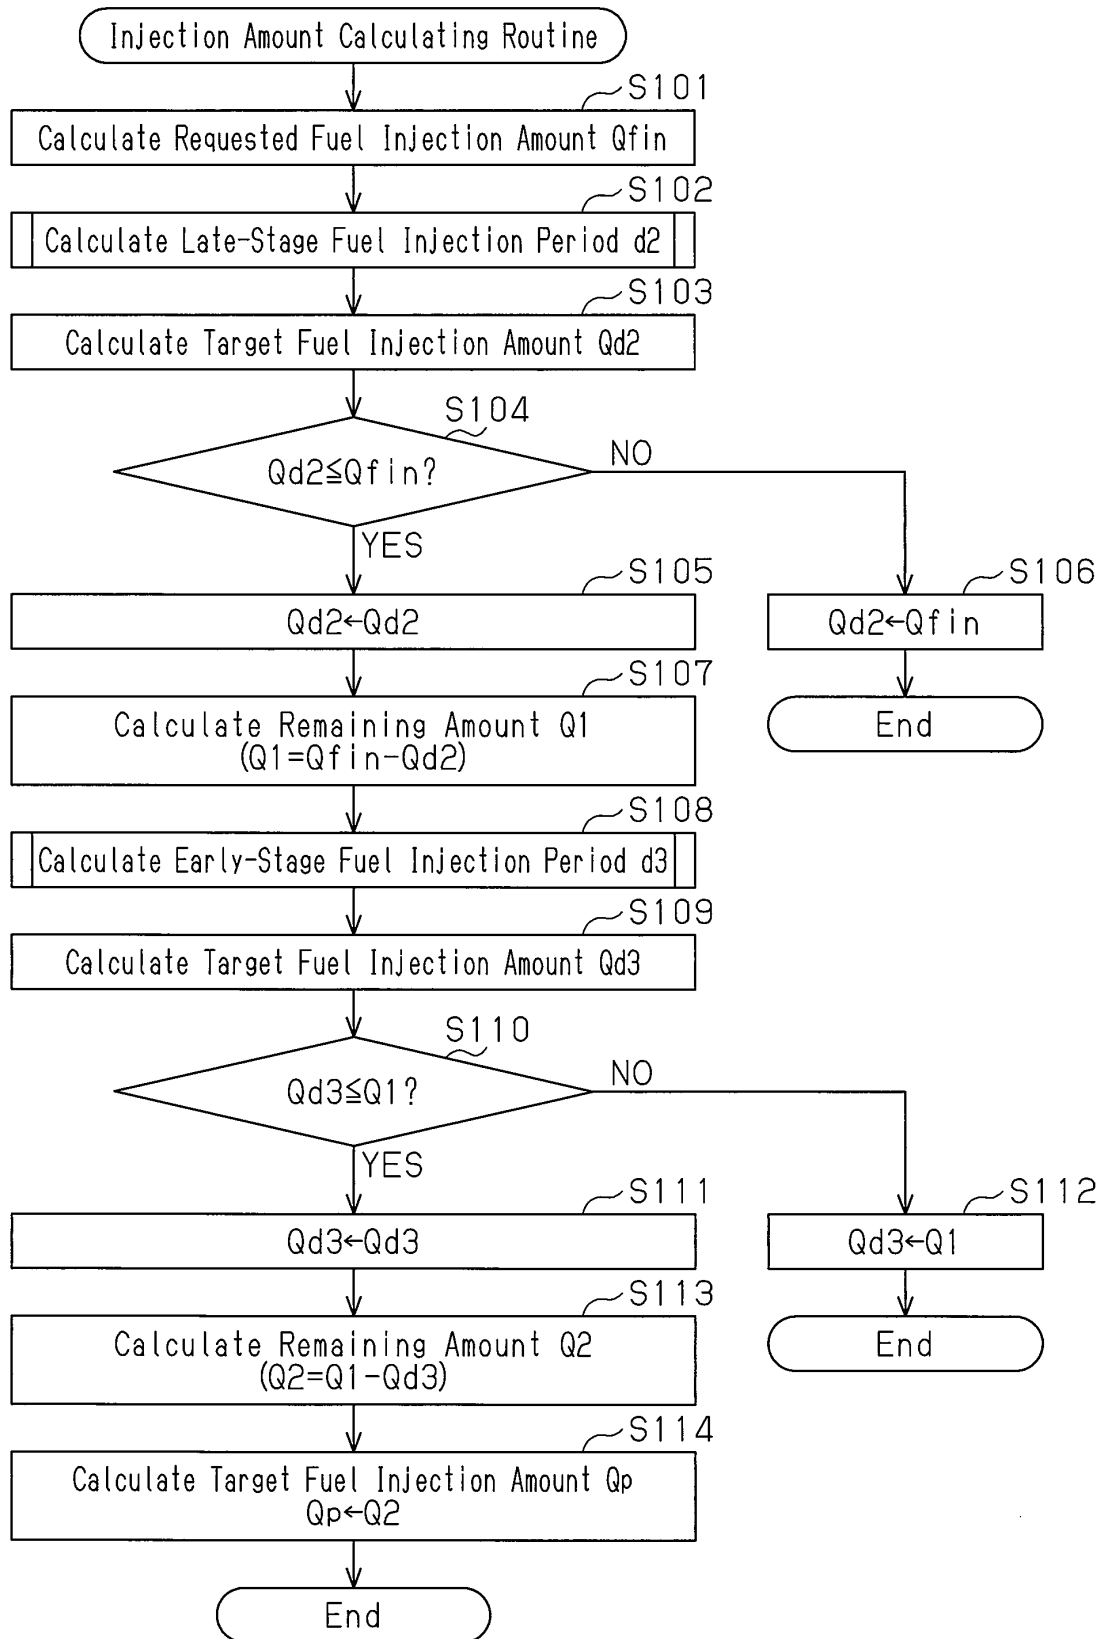 Injection Amount Calculating Routine
S101
Calculate Requested Fuel Injection Amount Qfin
S102
Calculate Late-Stage Fuel Injection Period d2
S103
Calculate Target Fuel Injection Amount Qd2
S104
Qd2≦Qfin?
NO
YES
S105
Qd2←Qd2
S106
Qd2←Qfin
End
S107
Calculate Remaining Amount Q1
(Q1=Qfin-Qd2)
S108
Calculate Early-Stage Fuel Injection Period d3
S109
Calculate Target Fuel Injection Amount Qd3
S110
Qd3≦Q1?
NO
YES
S111
Qd3←Qd3
S112
Qd3←Q1
End
S113
Calculate Remaining Amount Q2
(Q2=Q1-Qd3)
S114
Calculate Target Fuel Injection Amount Qp
Qp←Q2
End